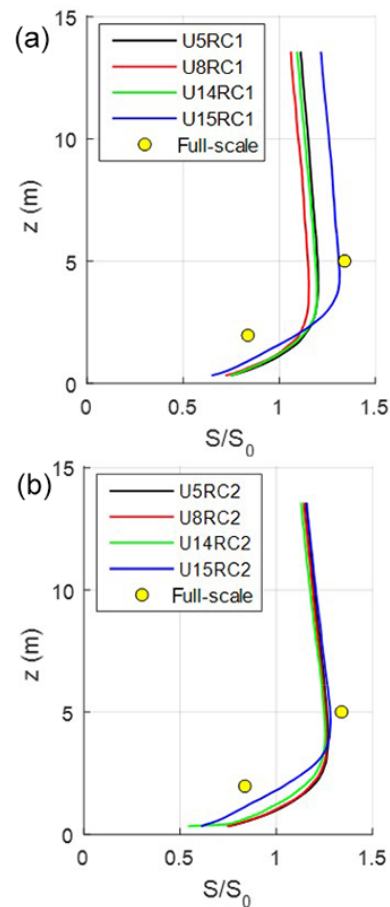 (a)
U5RC1
U8RC1
U14RC1
U15RC1
Full-scale
15
10
5
0
z (m)
0 0.5 1 1.5
S/S0
(b)
U5RC2
U8RC2
U14RC2
U15RC2
Full-scale
15
10
5
0
z (m)
0 0.5 1 1.5
S/S0